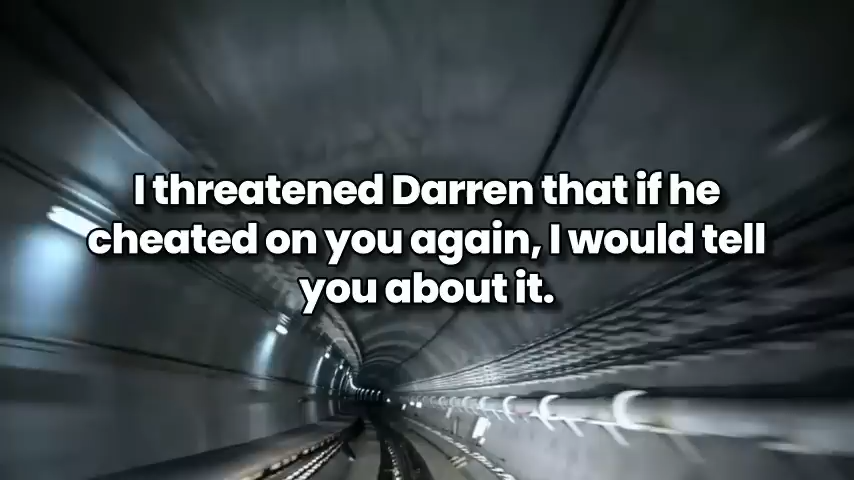 I threatened Darren that if he
cheated on you again, I would tell
you about it.